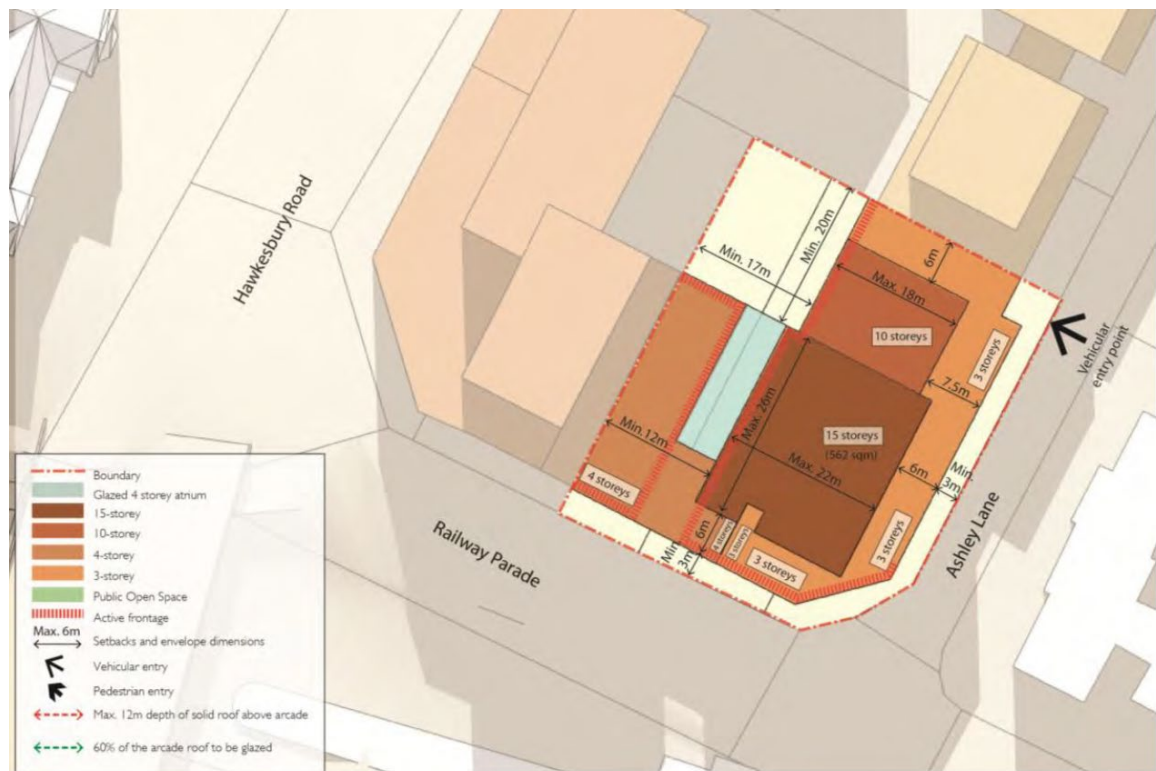 Hawkesbury Road
Min. 20m
Min. 17m
6m
Max. 18m
10 storeys
3 storeys
Vehicular
entry point
7.5m
Max. 26m
15 storeys
(562 sqm)
Max. 22m
Min.12m
4 storeys
6m
Min.
3m
Ashley Lane
3 storeys
6m
4 storeys
3 storeys
3 storeys
Min.
3m
Railway Parade
Boundary
Glazed 4 storey atrium
15-storey
10-storey
4-storey
3-storey
Public Open Space
Active frontage
Max. 6m
Setbacks and envelope dimensions
Vehicular entry
Pedestrian entry
Max. 12m depth of solid roof above arcade
60% of the arcade roof to be glazed